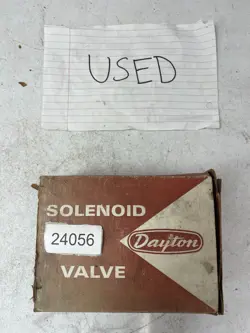 USED
SOLENOID
24056
Dayton
VALVE